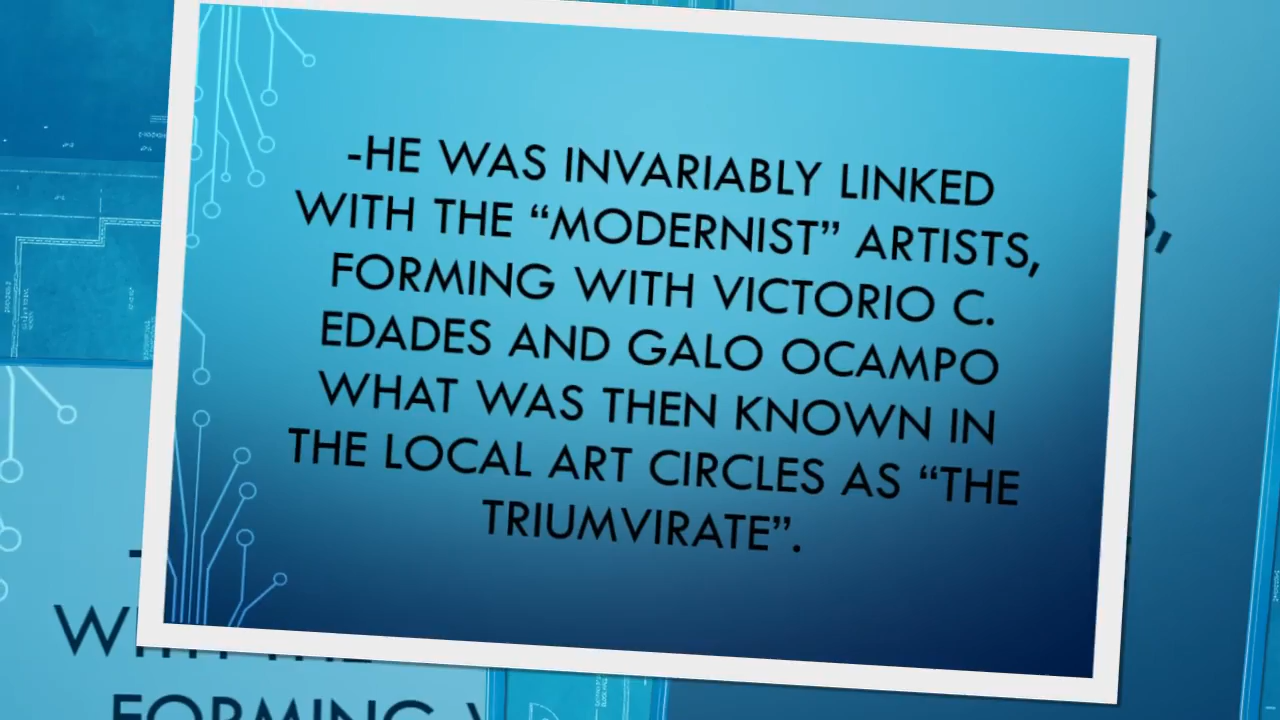 -HE WAS INVARIABLY LINKED
WITH THE “MODERNIST” ARTISTS,
FORMING WITH VICTORIO C.
EDADES AND GALO OCAMPO
WHAT WAS THEN KNOWN IN
THE LOCAL ART CIRCLES AS “THE
TRIUMVIRATE”.
FORMING